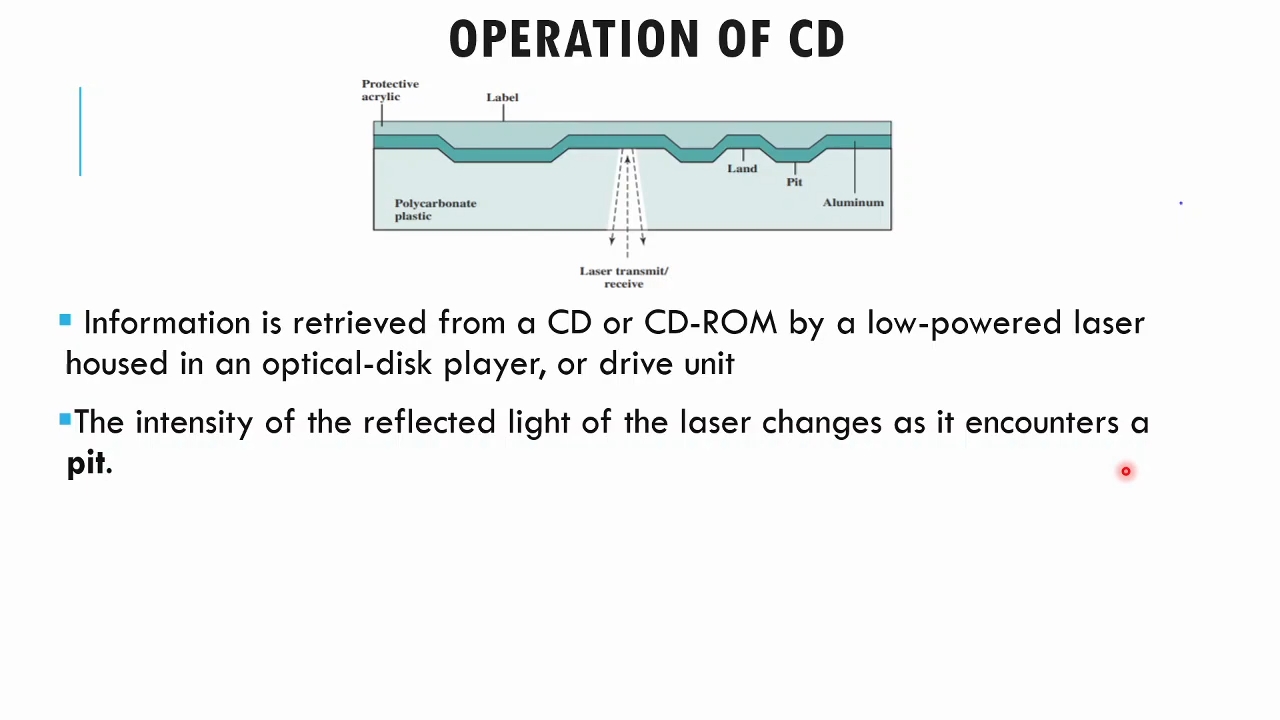 OPERATION OF CD
Protective
acrylic
Label
Land
Pit
Polycarbonate
plastic
Aluminum
Laser transmit/
receive
Information is retrieved from a CD or CD-ROM by a low-powered laser
housed in an optical-disk player, or drive unit
The intensity of the reflected light of the laser changes as it encounters a
pit.